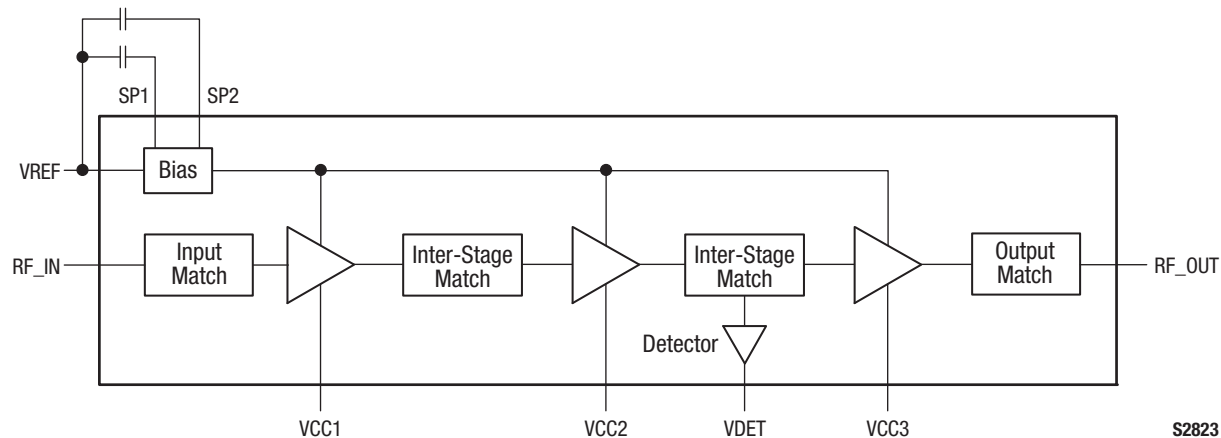 SP1
SP2
VREF
Bias
RF_IN
Input
Match
Inter-Stage
Match
Inter-Stage
Match
Output
Match
RF_OUT
Detector
VCC1
VCC2
VDET
VCC3
S2823